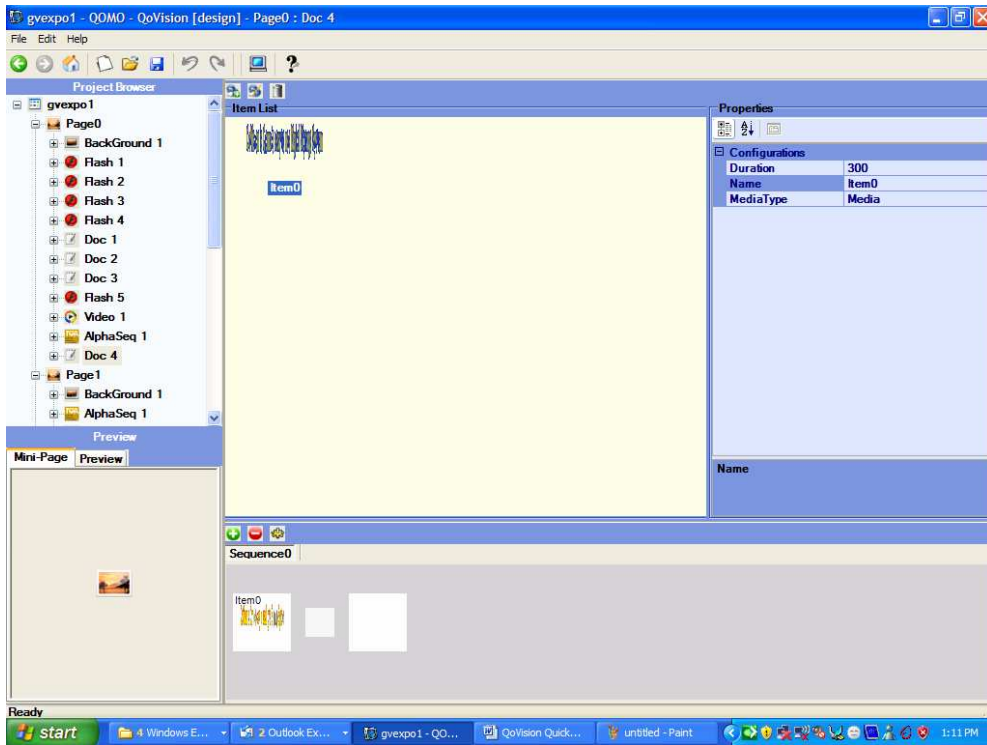 gvexpo1 - QOMO - QoVision [design] - Page0 : Doc 4
File Edit Help
Project Browser
gvexpo1
Page0
BackGround 1
Flash 1
Flash 2
Flash 3
Flash 4
Doc 1
Doc 2
Doc 3
Flash 5
Video 1
AlphaSeq 1
Doc 4
Page1
BackGround 1
AlphaSeq 1
Preview
Mini-Page Preview
Item List
Item0
Properties
Configurations
Duration 300
Name Item0
MediaType Media
Name
Sequence0
Item0
Ready
start 4 Windows E... 2 Outlook Ex... gvexpo1 - QO... QoVision Quick... untitled - Paint 1:11 PM